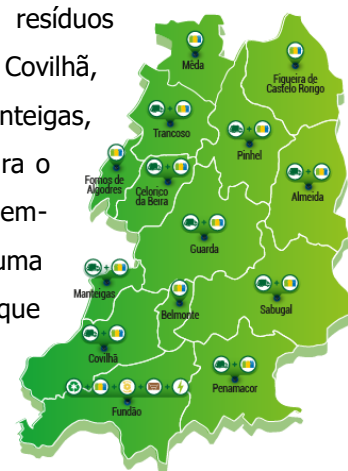 resíduos
Covilhã,
nteigas,
ra o
em-
uma
que
Mêda
Figueira de
Castelo Rongo
Trancoso
Pinhel
Fornos de
Algodres
Celorico
da Beira
Almeida
Guarda
Manteigas
Belmonte
Sabugal
Covilhã
Penamacor
Fundão